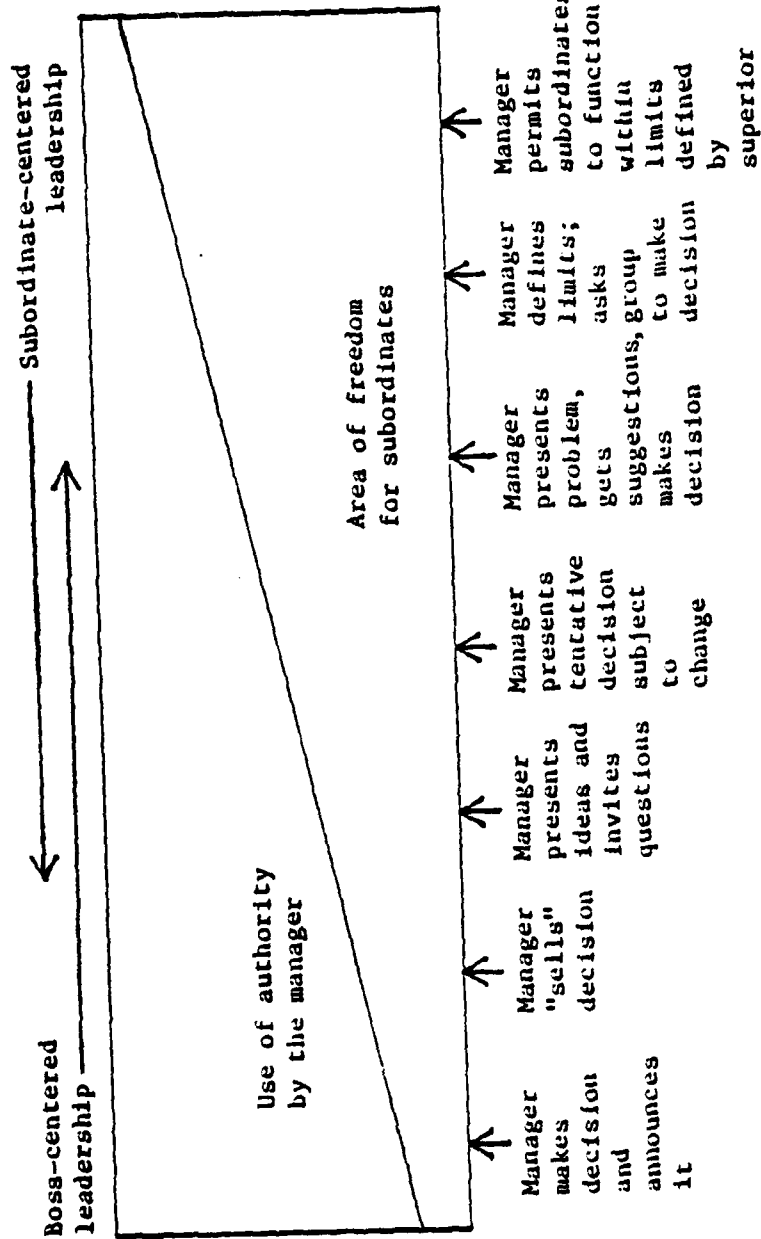 Boss-centered
leadership
Subordinate-centered
leadership
Use of authority
by the manager
Area of freedom
for subordinates
Manager
makes
decision
and
announces
it
Manager
"sells"
decision
Manager
presents
ideas and
invites
questions
Manager
presents
tentative
decision
subject
to
change
Manager
presents
problem,
gets
suggestions,
makes
decision
Manager
defines
limits;
asks
group
to make
decision
Manager
permits
subordinates
to function
within
limits
defined
by
superior